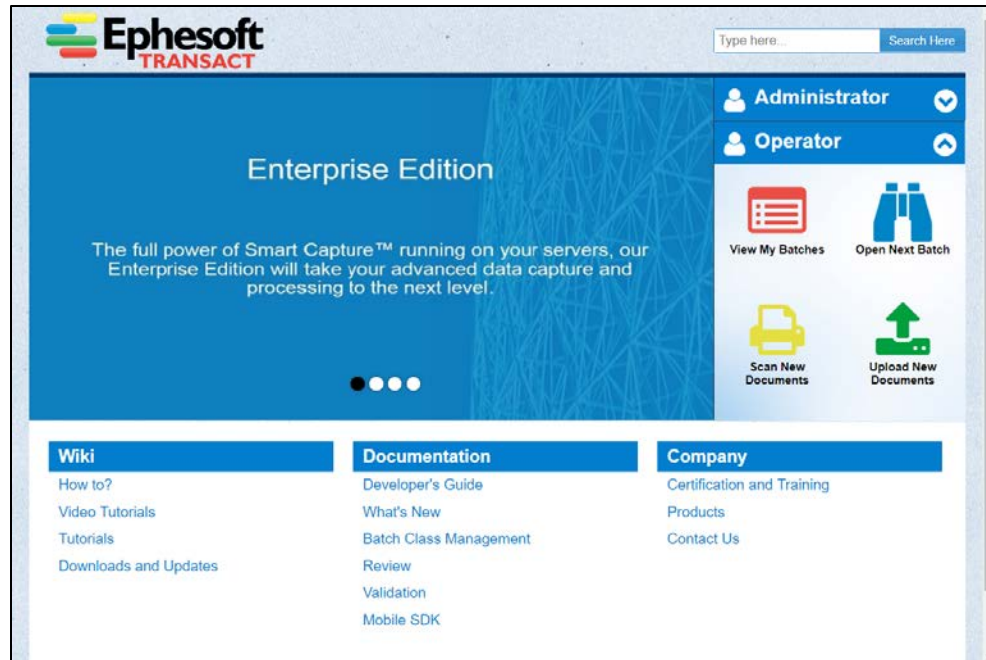 Ephesoft
TRANSACT
Type here...
Search Here
Administrator
Operator
Enterprise Edition
The full power of Smart Capture™ running on your servers, our
Enterprise Edition will take your advanced data capture and
processing to the next level.
View My Batches
Open Next Batch
Scan New
Documents
Upload New
Documents
Wiki
How to?
Video Tutorials
Tutorials
Downloads and Updates
Documentation
Developer's Guide
What's New
Batch Class Management
Review
Validation
Mobile SDK
Company
Certification and Training
Products
Contact Us